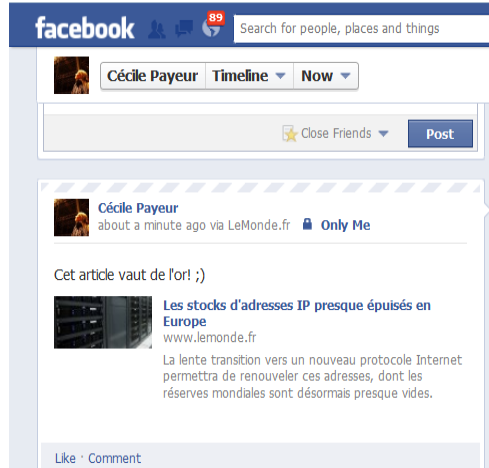 facebook 89 Search for people, places and things
Cécile Payeur Timeline Now
Close Friends Post
Cécile Payeur
about a minute ago via LeMonde.fr Only Me
Cet article vaut de l'or! ;)
Les stocks d'adresses IP presque épuisés en
Europe
www.lemonde.fr
La lente transition vers un nouveau protocole Internet
permettra de renouveler ces adresses, dont les
réserves mondiales sont désormais presque vides.
Like · Comment